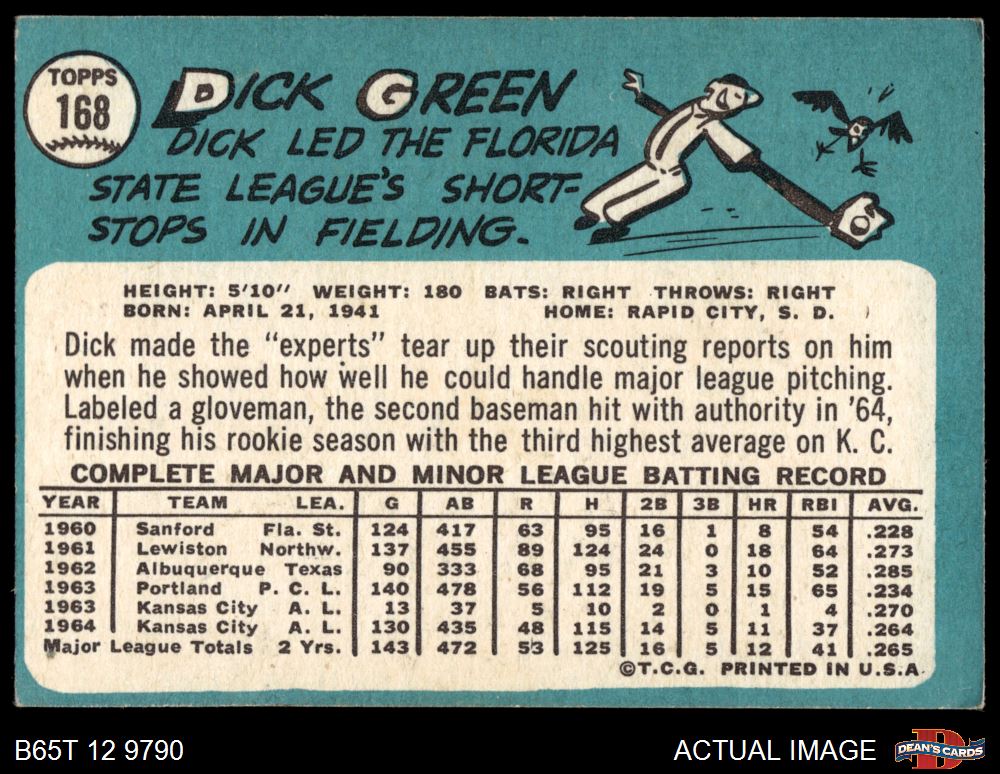 TOPPS
168
DICK GREEN
DICK LED THE FLORIDA
STATE LEAGUE'S SHORT-
STOPS IN FIELDING.
HEIGHT: 5'10" WEIGHT: 180 BATS: RIGHT THROWS: RIGHT
BORN: APRIL 21, 1941 HOME: RAPID CITY, S. D.
Dick made the "experts" tear up their scouting reports on him
when he showed how well he could handle major league pitching.
Labeled a gloveman, the second baseman hit with authority in '64,
finishing his rookie season with the third highest average on K. C.
COMPLETE MAJOR AND MINOR LEAGUE BATTING RECORD
YEAR TEAM LEA. G AB R H 2B 3B HR RBI AVG.
1960 Sanford Fla. St. 124 417 63 95 16 1 8 54 .228
1961 Lewiston Northw. 137 455 89 124 24 0 18 64 .273
1962 Albuquerque Texas 90 333 68 95 21 3 10 52 .285
1963 Portland P. C. L. 140 478 56 112 19 5 15 65 .234
1963 Kansas City A. L. 13 37 5 10 2 0 1 4 .270
1964 Kansas City A. L. 130 435 48 115 14 5 11 37 .264
Major League Totals 2 Yrs. 143 472 53 125 16 5 12 41 .265
©T.C.G. PRINTED IN U.S.A.
B65T 12 9790 ACTUAL IMAGE DEAN'S CARDS